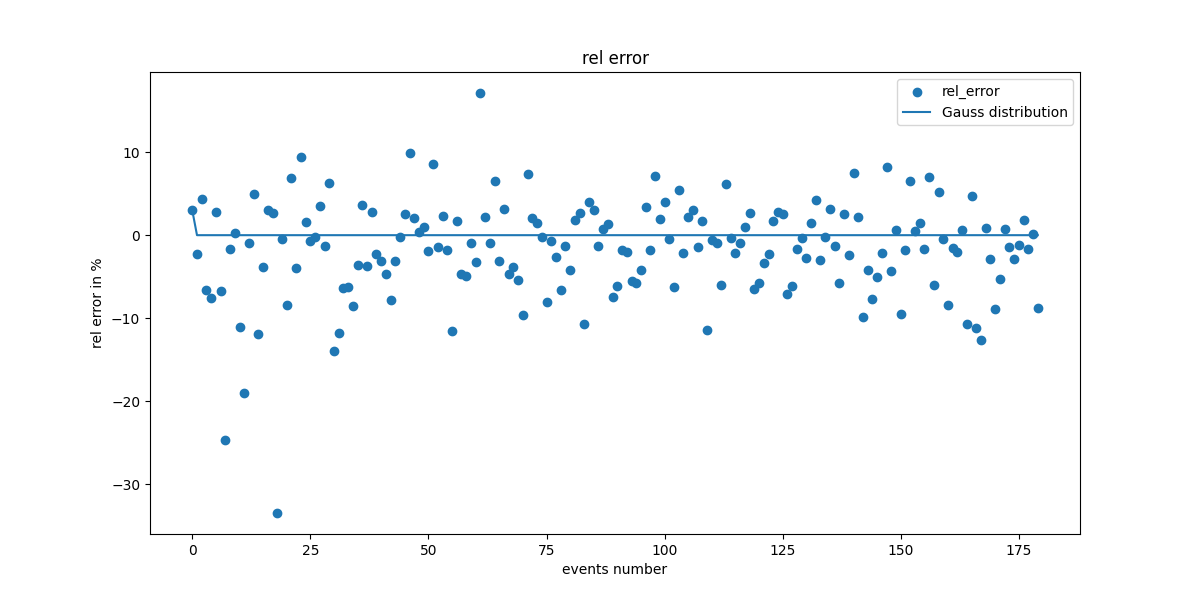 rel error
rel_error
Gauss distribution
rel error in %
10
0
−10
−20
−30
0
25
50
75
100
125
150
175
events number